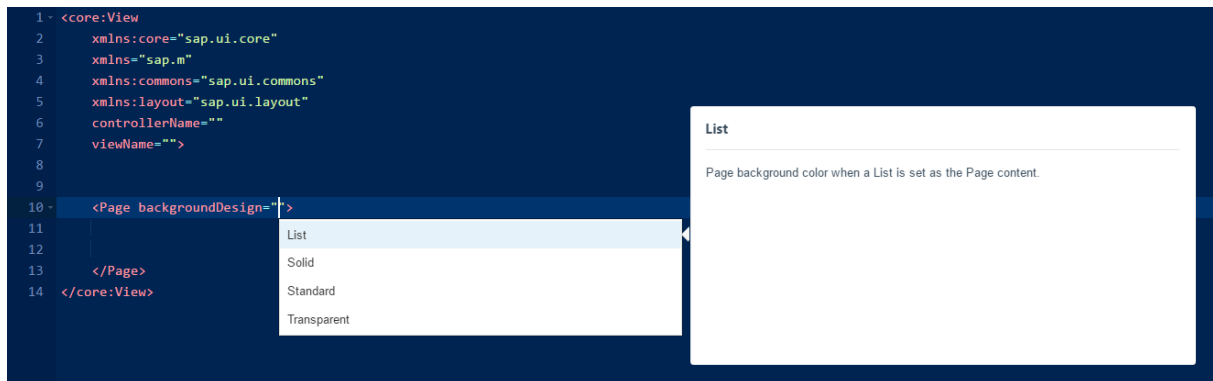 1 <core:View
2 xmlns:core="sap.ui.core"
3 xmlns="sap.m"
4 xmlns:commons="sap.ui.commons"
5 xmlns:layout="sap.ui.layout"
6 controllerName=""
7 viewName="">
8
9
10 <Page backgroundDesign="">
11
12
13 </Page>
14 </core:View>
List
Solid
Standard
Transparent
List
Page background color when a List is set as the Page content.